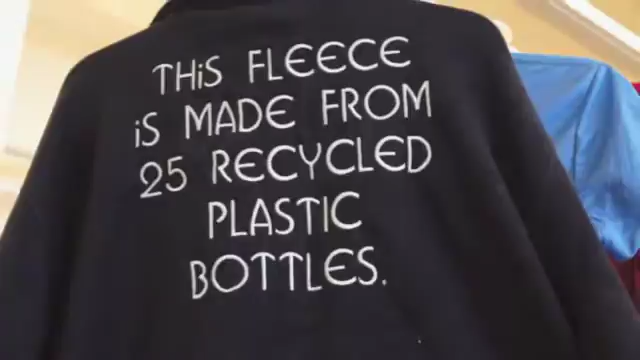 THiS FLEECE
iS MADE FROM
25 RECYCLED
PLASTIC
BOTTLES.